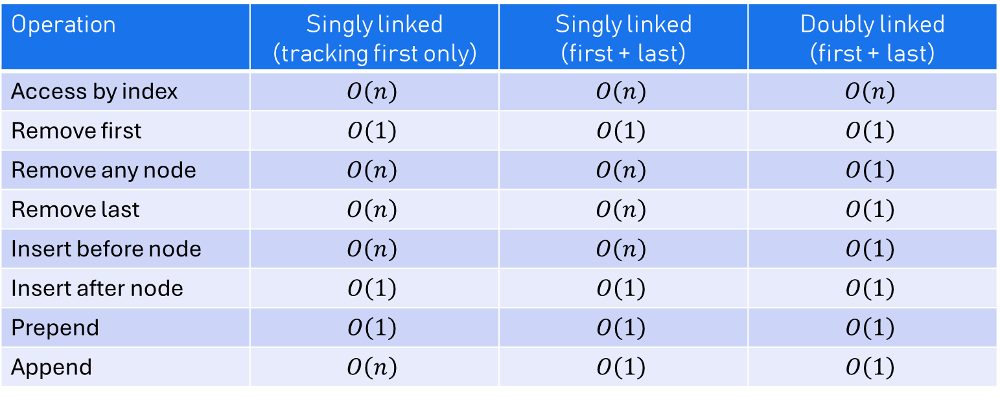 Operation Singly linked Singly linked Doubly linked
(tracking first only) (first + last) (first + last)
Access by index O(n) O(n) O(n)
Remove first O(1) O(1) O(1)
Remove any node O(n) O(n) O(1)
Remove last O(n) O(n) O(1)
Insert before node O(n) O(n) O(1)
Insert after node O(1) O(1) O(1)
Prepend O(1) O(1) O(1)
Append O(n) O(1) O(1)